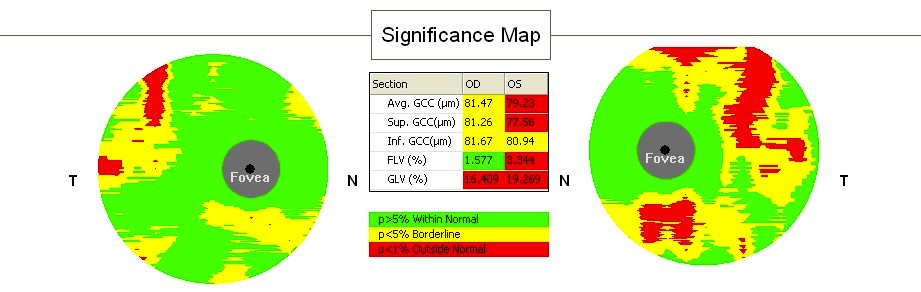 Significance Map
Section OD OS
Avg. GCC (µm) 81.47 79.23
Sup. GCC(µm) 81.26 77.56
Inf. GCC(µm) 81.67 80.94
FLV (%) 1.577 3.344
GLV (%) 16.409 19.269
Fovea
Fovea
T N N T
p>5% Within Normal
p<5% Borderline
p<1% Outside Normal